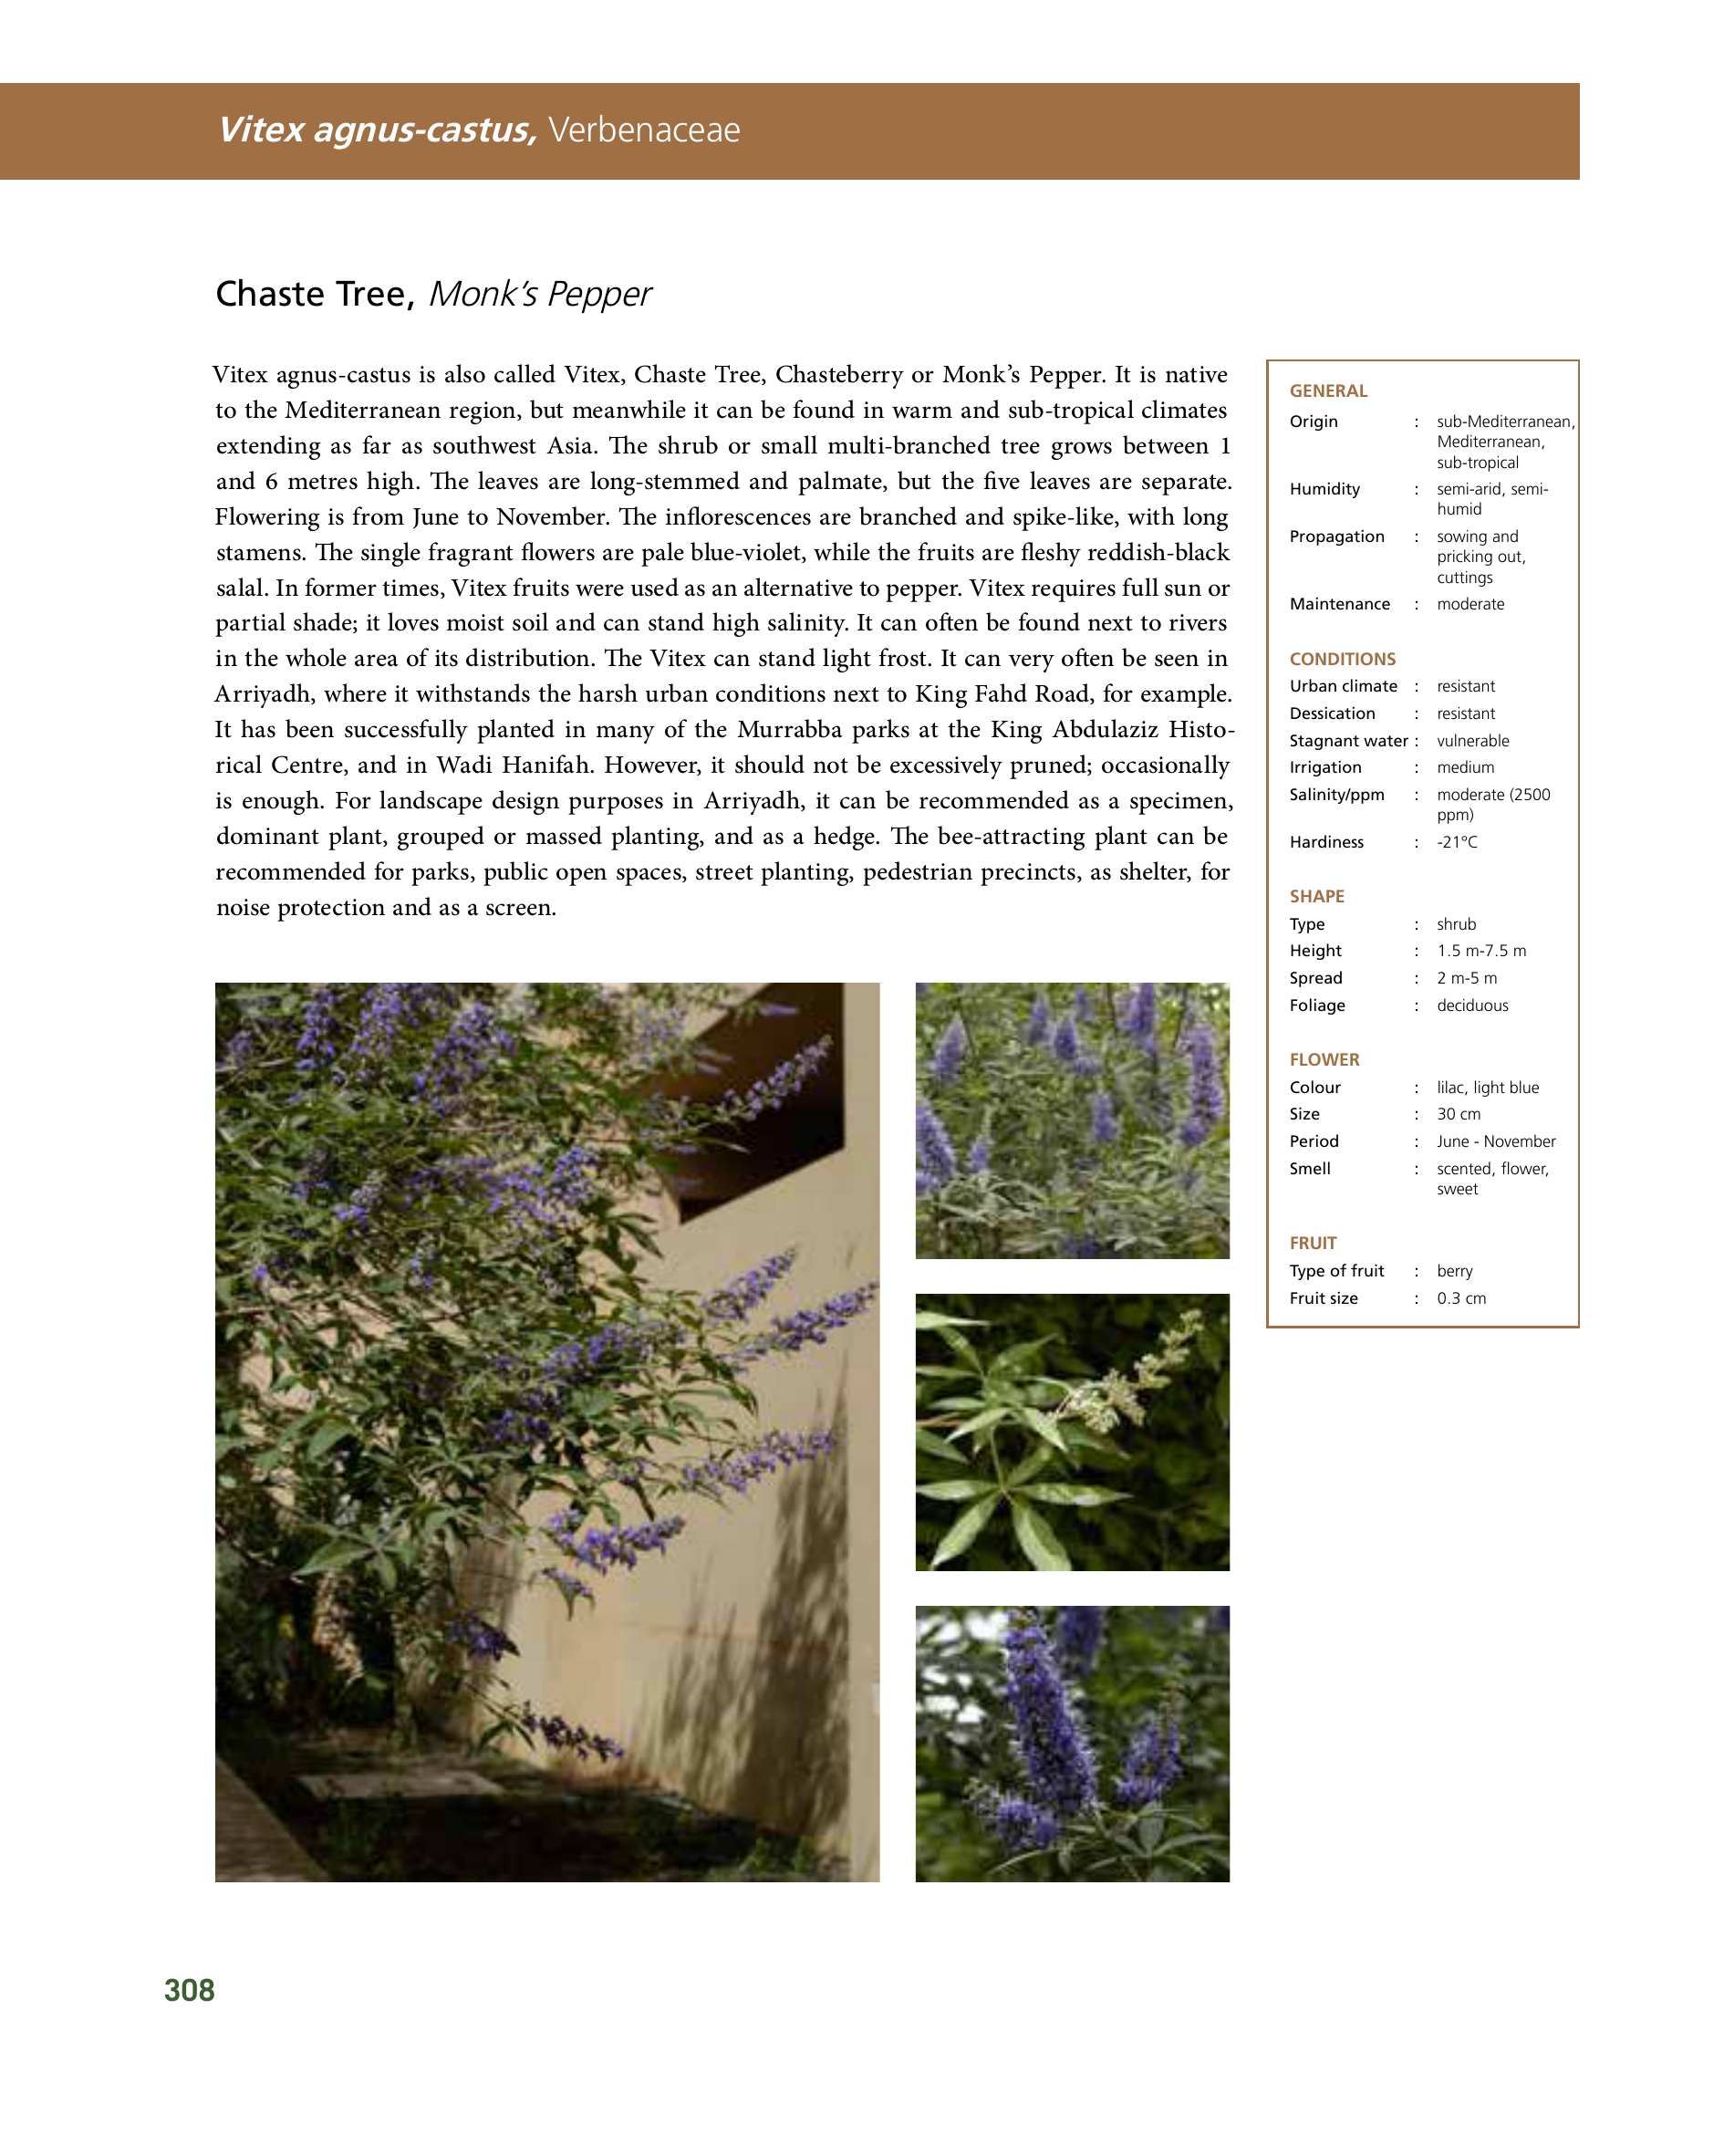 Vitex agnus-castus, Verbenaceae
Chaste Tree, Monk’s Pepper
Vitex agnus-castus is also called Vitex, Chaste Tree, Chasteberry or Monk’s Pepper. It is native
to the Mediterranean region, but meanwhile it can be found in warm and sub-tropical climates
extending as far as southwest Asia. The shrub or small multi-branched tree grows between 1
and 6 metres high. The leaves are long-stemmed and palmate, but the five leaves are separate.
Flowering is from June to November. The inflorescences are branched and spike-like, with long
stamens. The single fragrant flowers are pale blue-violet, while the fruits are fleshy reddish-black
salal. In former times, Vitex fruits were used as an alternative to pepper. Vitex requires full sun or
partial shade; it loves moist soil and can stand high salinity. It can often be found next to rivers
in the whole area of its distribution. The Vitex can stand light frost. It can very often be seen in
Arriyadh, where it withstands the harsh urban conditions next to King Fahd Road, for example.
It has been successfully planted in many of the Murrabba parks at the King Abdulaziz Histo-
rical Centre, and in Wadi Hanifah. However, it should not be excessively pruned; occasionally
is enough. For landscape design purposes in Arriyadh, it can be recommended as a specimen,
dominant plant, grouped or massed planting, and as a hedge. The bee-attracting plant can be
recommended for parks, public open spaces, street planting, pedestrian precincts, as shelter, for
noise protection and as a screen.
GENERAL
Origin : sub-Mediterranean,
Mediterranean,
sub-tropical
Humidity : semi-arid, semi-
humid
Propagation : sowing and
pricking out,
cuttings
Maintenance : moderate
CONDITIONS
Urban climate : resistant
Dessication : resistant
Stagnant water : vulnerable
Irrigation : medium
Salinity/ppm : moderate (2500
ppm)
Hardiness : -21°C
SHAPE
Type : shrub
Height : 1.5 m-7.5 m
Spread : 2 m-5 m
Foliage : deciduous
FLOWER
Colour : lilac, light blue
Size : 30 cm
Period : June - November
Smell : scented, flower,
sweet
FRUIT
Type of fruit : berry
Fruit size : 0.3 cm
308